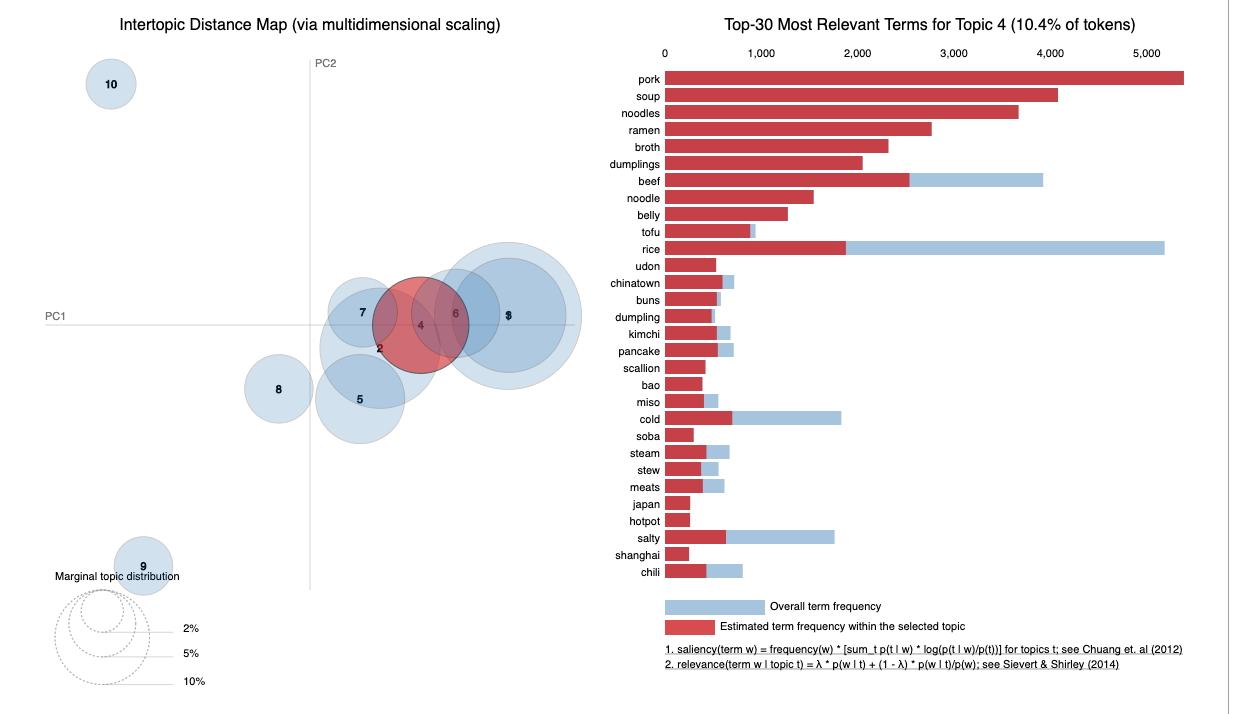 Intertopic Distance Map (via multidimensional scaling)
PC2
PC1
10
7
2
4
6
3
8
5
9
Marginal topic distribution
2%
5%
10%
Top-30 Most Relevant Terms for Topic 4 (10.4% of tokens)
0 1,000 2,000 3,000 4,000 5,000
pork
soup
noodles
ramen
broth
dumplings
beef
noodle
belly
tofu
rice
udon
chinatown
buns
dumpling
kimchi
pancake
scallion
bao
miso
cold
soba
steam
stew
meats
japan
hotpot
salty
shanghai
chili
Overall term frequency
Estimated term frequency within the selected topic
1. saliency(term w) = frequency(w) * [sum_t p(t | w) * log(p(t | w)/p(t))] for topics t; see Chuang et. al (2012)
2. relevance(term w | topic t) = λ * p(w | t) + (1 - λ) * p(w | t)/p(w); see Sievert & Shirley (2014)